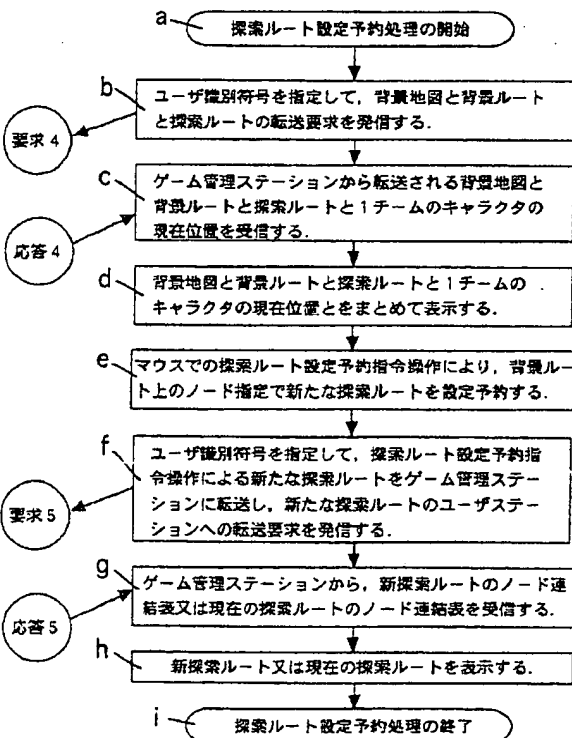 a
探索ルート設定予約処理の開始
b
ユーザ識別符号を指定して，背景地図と背景ルート
と探索ルートの転送要求を発信する.
要求4
c
ゲーム管理ステーションから転送される背景地図と
背景ルートと探索ルートと1チームのキャラクタの
現在位置を受信する.
応答4
d
背景地図と背景ルートと探索ルートと1チームの
キャラクタの現在位置とをまとめて表示する.
e
マウスでの探索ルート設定予約指令操作により，背景ルー
ト上のノード指定で新たな探索ルートを設定予約する.
f
ユーザ識別符号を指定して，探索ルート設定予約指
令操作による新たな探索ルートをゲーム管理ステー
ションに転送し，新たな探索ルートのユーザステー
ションへの転送要求を発信する.
要求5
g
ゲーム管理ステーションから，新探索ルートのノード連
結表又は現在の探索ルートのノード連結表を受信する.
応答5
h
新探索ルート又は現在の探索ルートを表示する.
i
探索ルート設定予約処理の終了